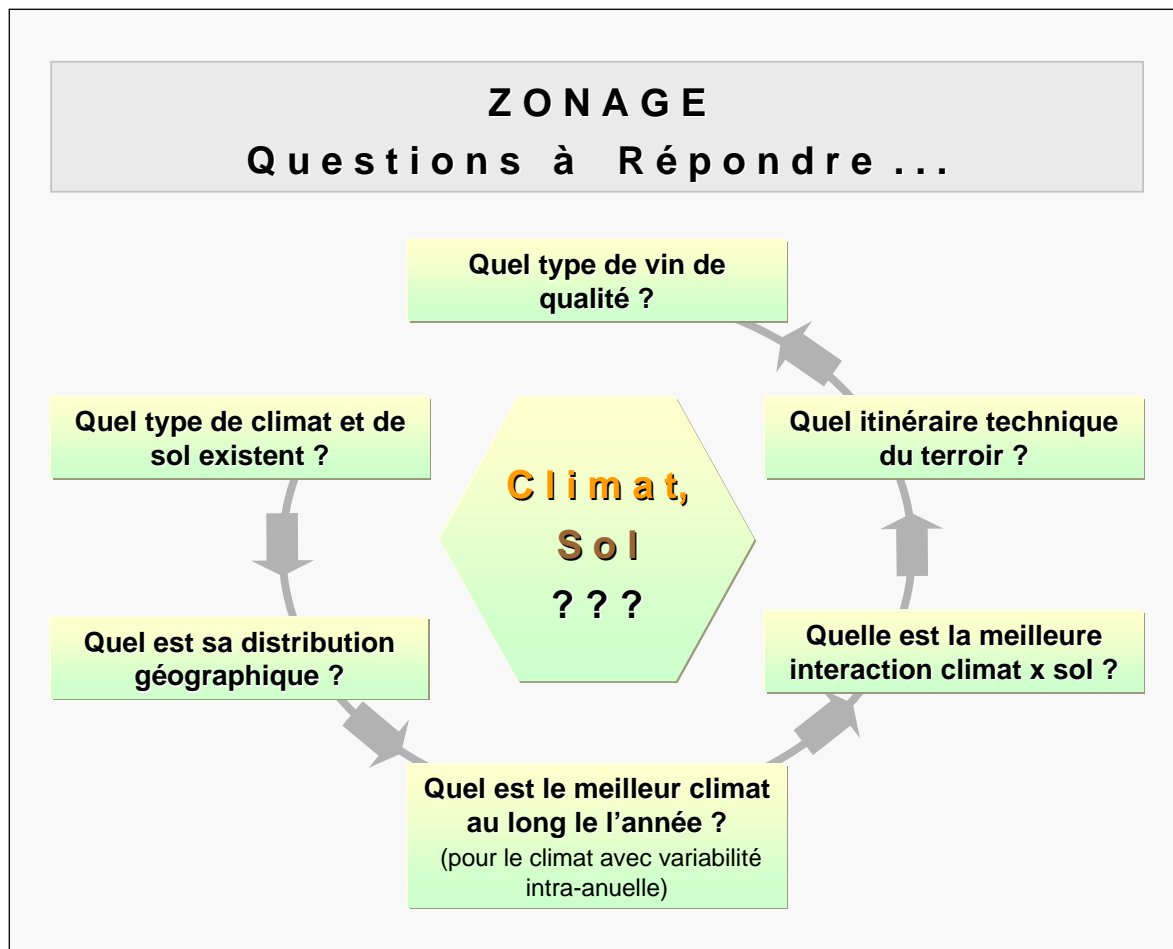 ZONAGE
Questions à Répondre ...
Quel type de vin de
qualité ?
Quel type de climat et de
sol existent ?
Quel itinéraire technique
du terroir ?
Climat,
Sol
???
Quel est sa distribution
géographique ?
Quelle est la meilleure
interaction climat x sol ?
Quel est le meilleur climat
au long le l’année ?
(pour le climat avec variabilité
intra-anuelle)